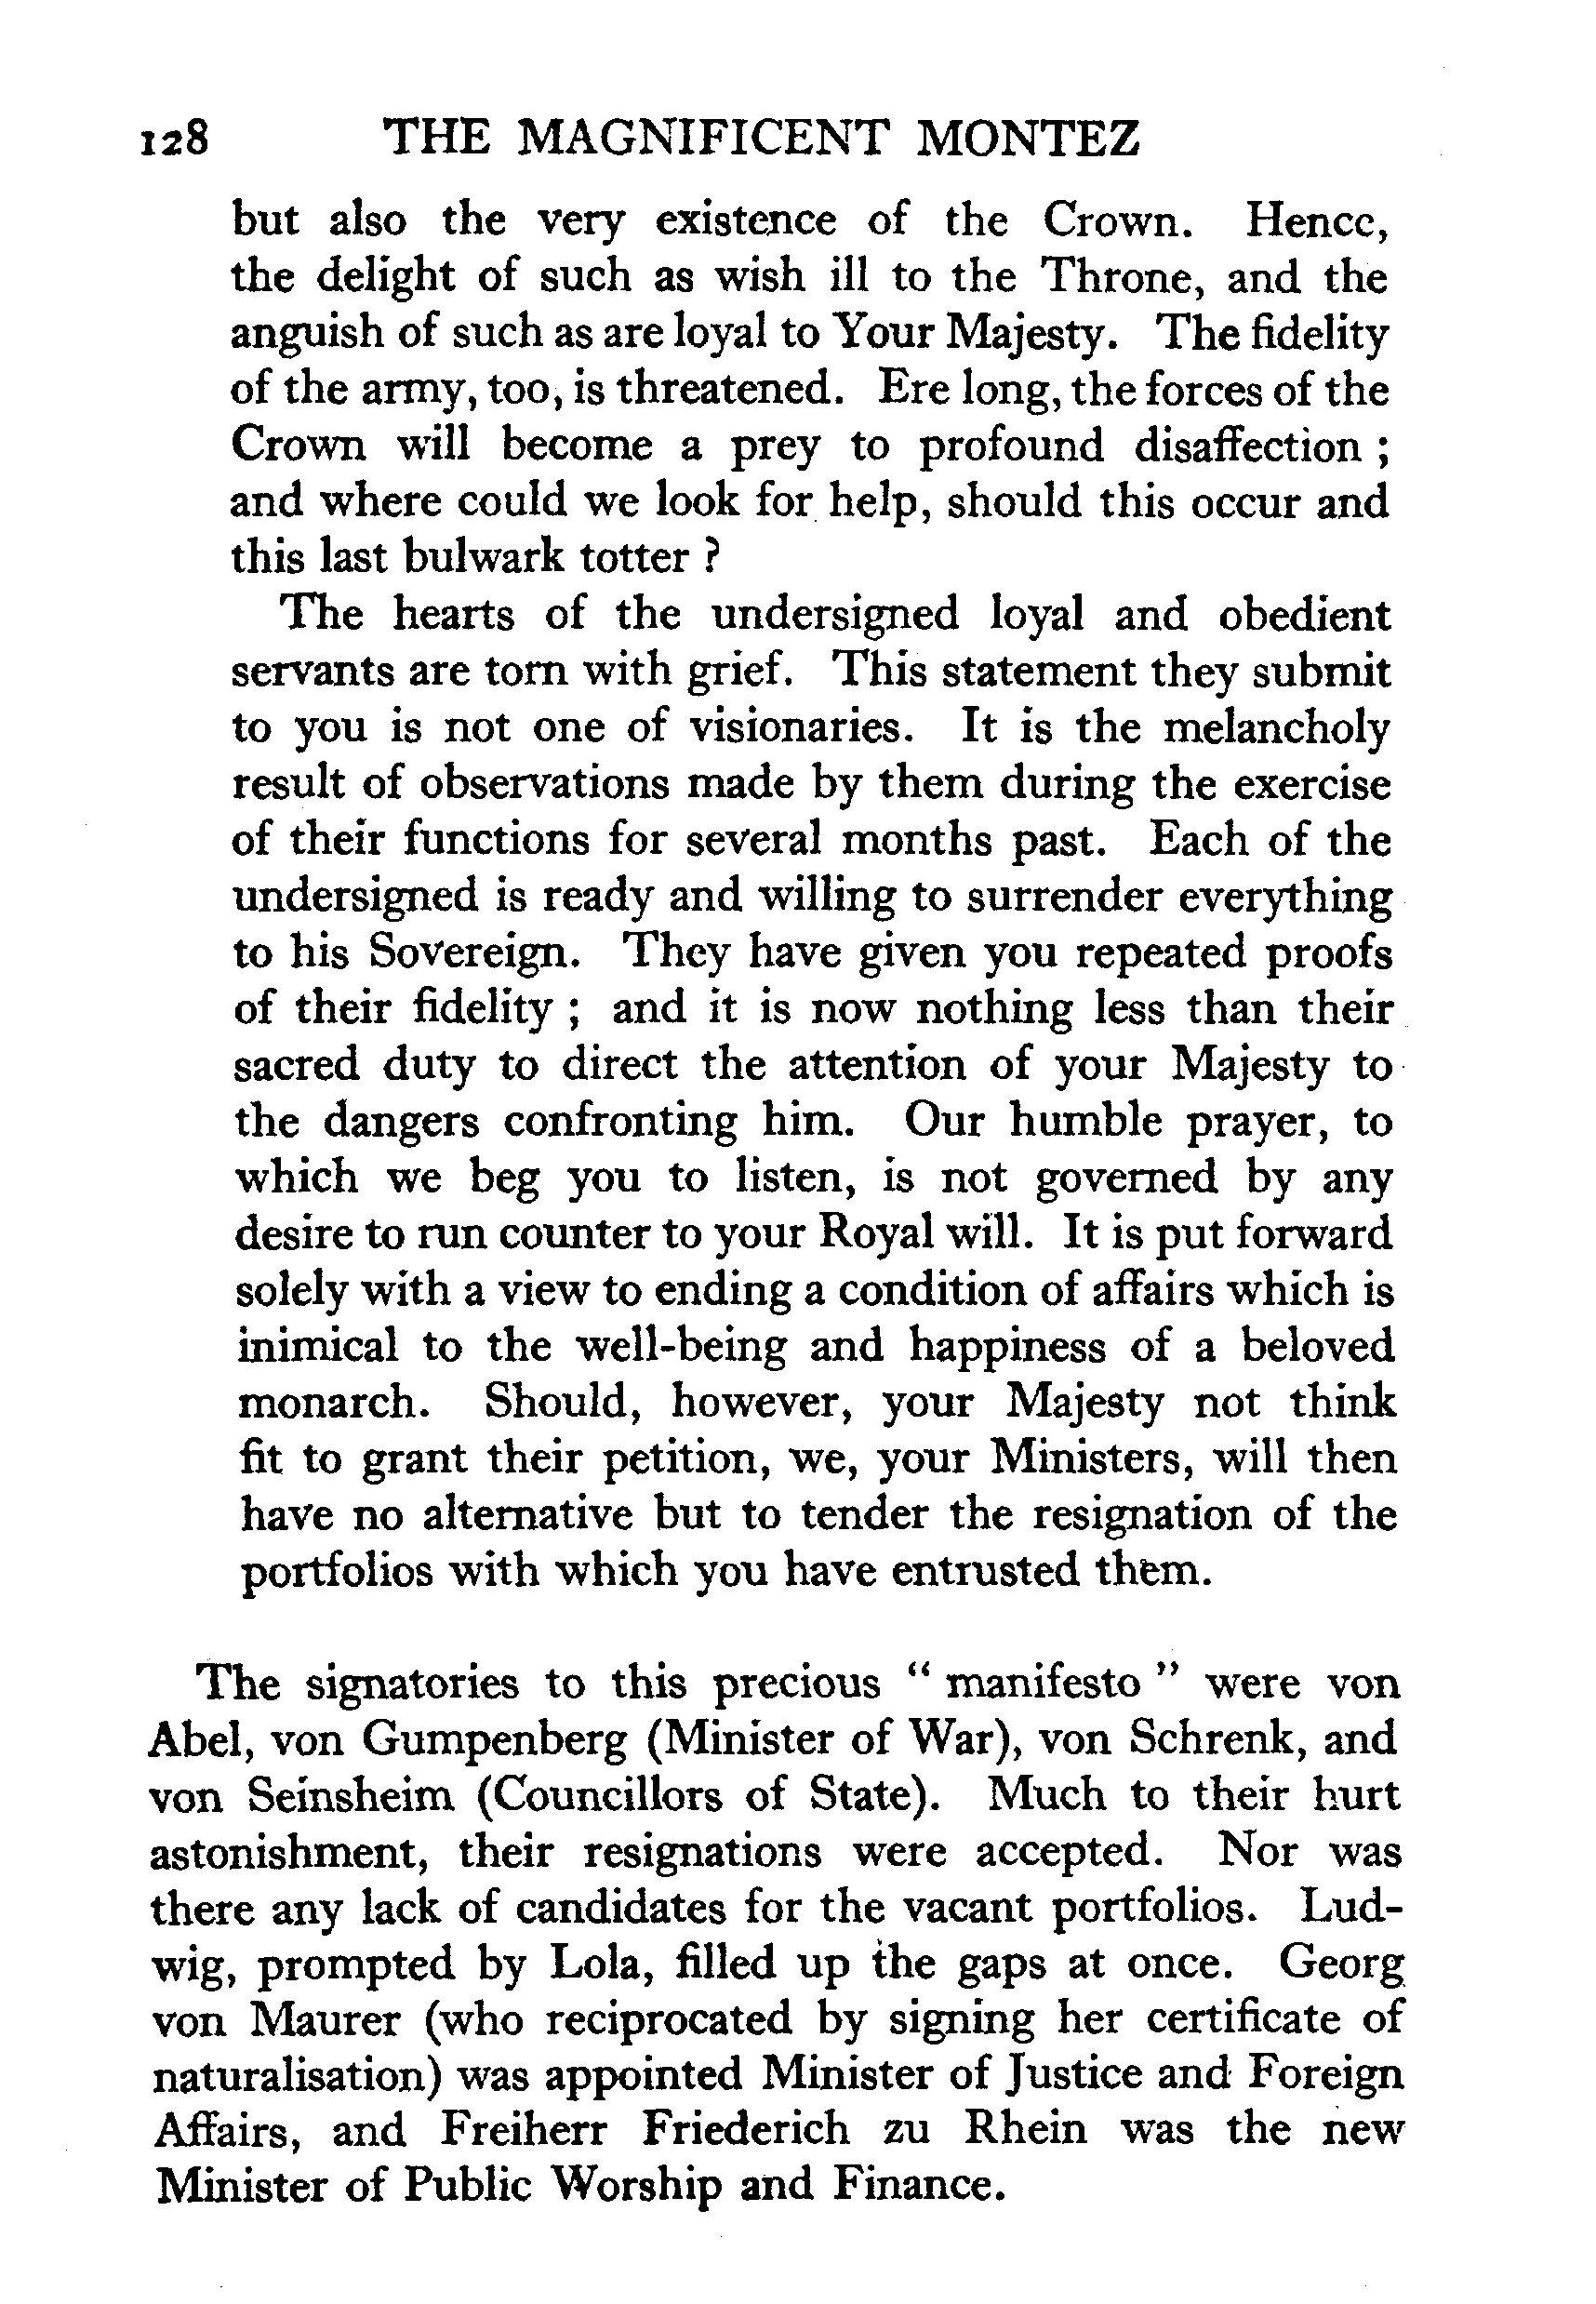 128 THE MAGNIFICENT MONTEZ
but also the very existence of the Crown. Hence,
the delight of such as wish ill to the Throne, and the
anguish of such as are loyal to Your Majesty. The fidelity
of the army, too, is threatened. Ere long, the forces of the
Crown will become a prey to profound disaffection ;
and where could we look for help, should this occur and
this last bulwark totter ?
The hearts of the undersigned loyal and obedient
servants are torn with grief. This statement they submit
to you is not one of visionaries. It is the melancholy
result of observations made by them during the exercise
of their functions for several months past. Each of the
undersigned is ready and willing to surrender everything
to his Sovereign. They have given you repeated proofs
of their fidelity ; and it is now nothing less than their
sacred duty to direct the attention of your Majesty to
the dangers confronting him. Our humble prayer, to
which we beg you to listen, is not governed by any
desire to run counter to your Royal will. It is put forward
solely with a view to ending a condition of affairs which is
inimical to the well-being and happiness of a beloved
monarch. Should, however, your Majesty not think
fit to grant their petition, we, your Ministers, will then
have no alternative but to tender the resignation of the
portfolios with which you have entrusted them.
The signatories to this precious “ manifesto ” were von
Abel, von Gumpenberg (Minister of War), von Schrenk, and
von Seinsheim (Councillors of State). Much to their hurt
astonishment, their resignations were accepted. Nor was
there any lack of candidates for the vacant portfolios. Lud-
wig, prompted by Lola, filled up the gaps at once. Georg
von Maurer (who reciprocated by signing her certificate of
naturalisation) was appointed Minister of Justice and Foreign
Affairs, and Freiherr Friederich zu Rhein was the new
Minister of Public Worship and Finance.